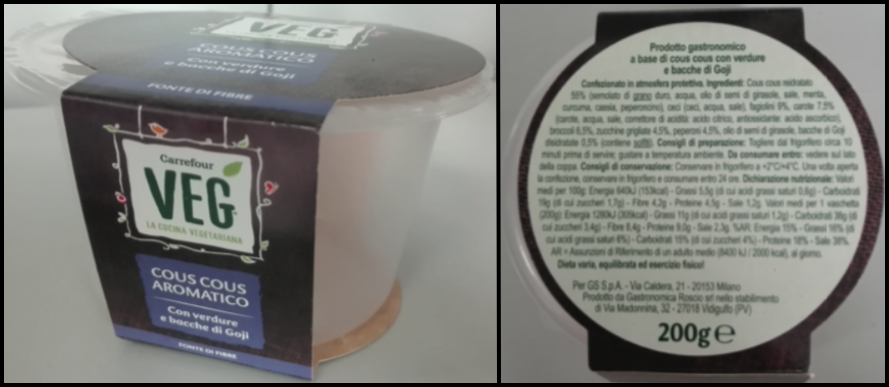 VEG
COUS COUS
AROMATICO
Con verdure
e bacche di Goji
FONTE DI FIBRE
Carrefour
VEG
LA CUCINA VEGETARIANA
COUS COUS
AROMATICO
Con verdure
e bacche di Goji
FONTE DI FIBRE
Prodotto gastronomico
a base di cous cous con verdure
e bacche di Goji
Confezionato in atmosfera protettiva. Ingredienti: Cous cous reidratato
55% (semolato di grano duro, acqua, olio di semi di girasole, sale, menta,
curcuma, cassia, peperoncino), ceci (ceci, acqua, sale), fagiolini 9%, carote 7,5%
(carote, acqua, sale, correttore di acidità: acido citrico, antiossidante: acido ascorbico),
broccoli 6,5%, zucchine grigliate 4,5%, peperoni 4,5%, olio di semi di girasole, bacche di Goji
disidratate 0,5% (contiene solfiti). Consigli di preparazione: Togliere dal frigorifero circa 10
minuti prima di servire; gustare a temperatura ambiente. Da consumare entro: vedere sul lato
della coppa. Consigli di conservazione: Conservare in frigorifero a +2°C/+4°C. Una volta aperta
la confezione, conservare in frigorifero e consumare entro 24 ore. Dichiarazione nutrizionale: Valori
medi per 100g: Energia 640kJ (153kcal) - Grassi 5,5g (di cui acidi grassi saturi 0,6g) - Carboidrati
19g (di cui zuccheri 1,7g) - Fibre 4,2g - Proteine 4,5g - Sale 1,2g. Valori medi per 1 vaschetta
(200g): Energia 1280kJ (305kcal) - Grassi 11g (di cui acidi grassi saturi 1,2g) - Carboidrati 38g (di
cui zuccheri 3,4g) - Fibre 8,4g - Proteine 9,0g - Sale 2,3g. %AR: Energia 15% - Grassi 16% (di
cui acidi grassi saturi 6%) - Carboidrati 15% (di cui zuccheri 4%) - Proteine 18% - Sale 38%.
AR = Assunzioni di Riferimento di un adulto medio (8400 kJ / 2000 kcal), al giorno.
Dieta varia, equilibrata ed esercizio fisico!
Per GS S.p.A. - Via Caldera, 21 - 20153 Milano
Prodotto da Gastronomica Roscio srl nello stabilimento
di Via Madonnina, 32 - 27018 Vidigulfo (PV)
200g e